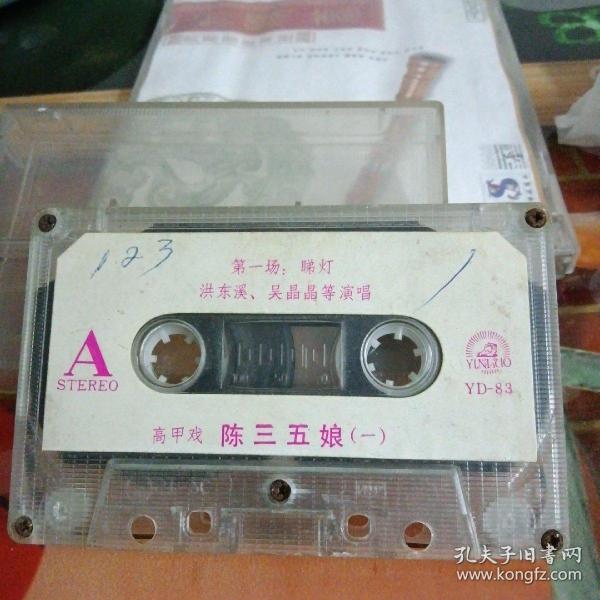 123
第一场：睇灯
洪东溪、吴晶晶等演唱
A
STEREO
YD-83
高甲戏 陈三五娘(一)
孔夫子旧书网
www.kongfz.com